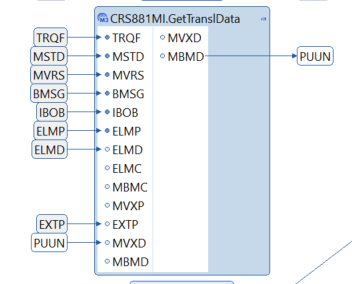 CRS881MI.GetTranslData
TRQF TRQF MVXD
MSTD MSTD MBMD PUUN
MVRS MVRS
BMSG BMSG
IBOB IBOB
ELMP ELMP
ELMD ELMD
ELMC
MBMC
MVXP
EXTP EXTP
PUUN MVXD
MBMD